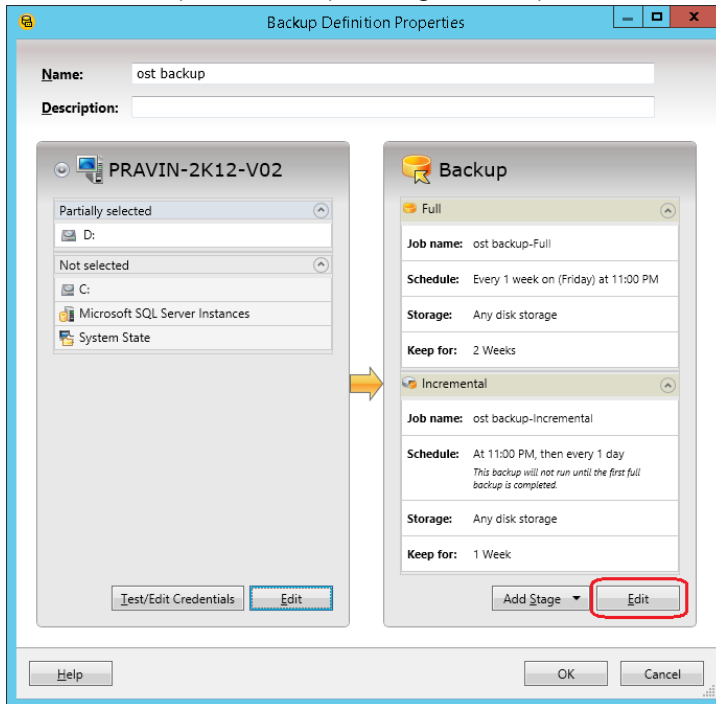 Backup Definition Properties
Name: ost backup
Description:
PRAVIN-2K12-V02
Partially selected
D:
Not selected
C:
Microsoft SQL Server Instances
System State
Test/Edit Credentials
Edit
Backup
Full
Job name: ost backup-Full
Schedule: Every 1 week on (Friday) at 11:00 PM
Storage: Any disk storage
Keep for: 2 Weeks
Incremental
Job name: ost backup-Incremental
Schedule: At 11:00 PM, then every 1 day
This backup will not run until the first full
backup is completed.
Storage: Any disk storage
Keep for: 1 Week
Add Stage
Edit
Help
OK
Cancel